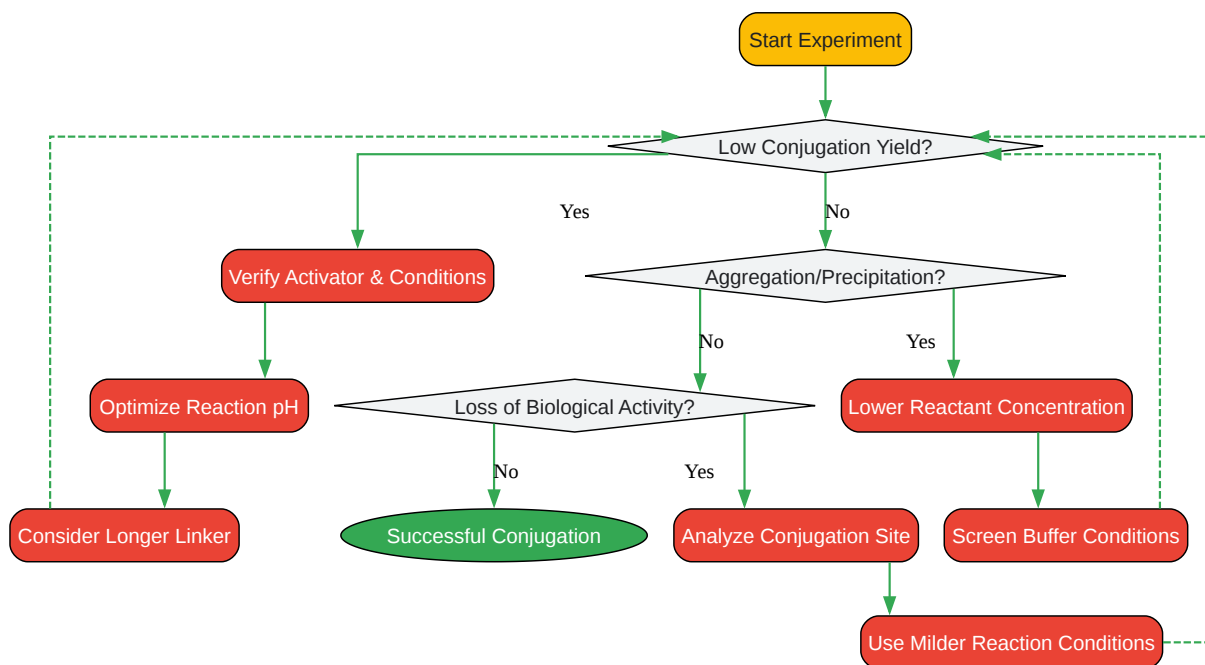 Start Experiment
Low Conjugation Yield?
Yes
No
Verify Activator & Conditions
Aggregation/Precipitation?
No
Yes
Optimize Reaction pH
Loss of Biological Activity?
Lower Reactant Concentration
No
Yes
Consider Longer Linker
Successful Conjugation
Analyze Conjugation Site
Screen Buffer Conditions
Use Milder Reaction Conditions